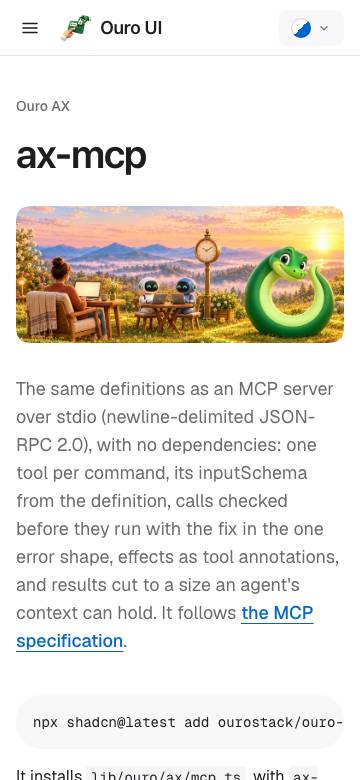 Ouro UI
Ouro AX
ax-mcp
The same definitions as an MCP server
over stdio (newline-delimited JSON-
RPC 2.0), with no dependencies: one
tool per command, its inputSchema
from the definition, calls checked
before they run with the fix in the one
error shape, effects as tool annotations,
and results cut to a size an agent's
context can hold. It follows the MCP
specification.
npx shadcn@latest add ourostack/ouro-
It installs lib/ouro/ax/mcp.ts, with ax-